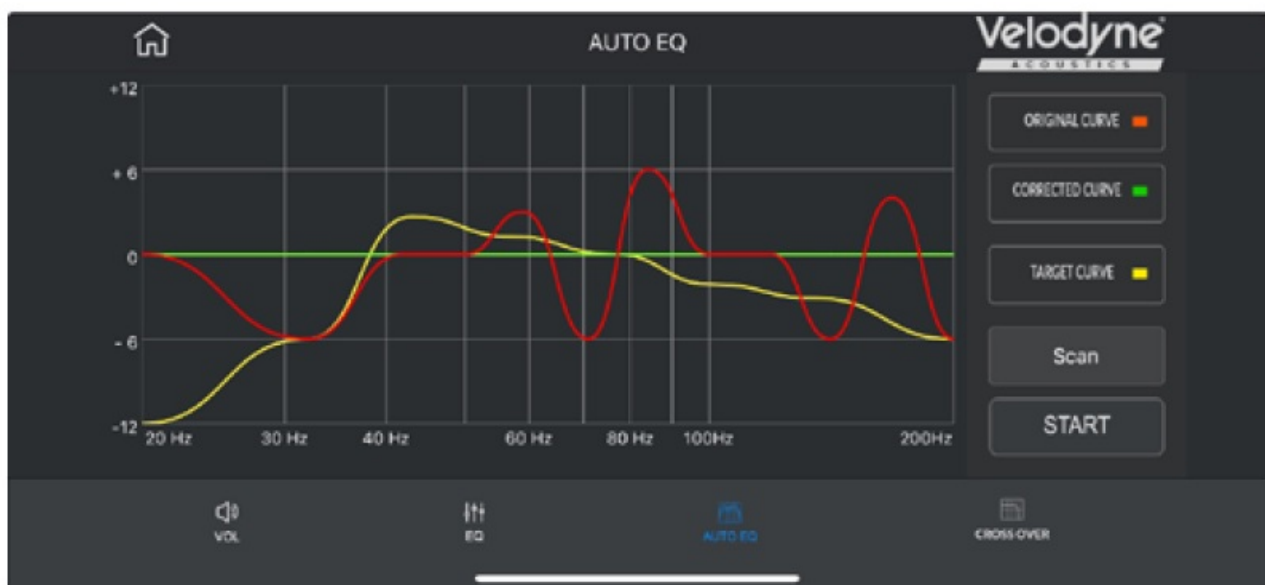 AUTO EQ
Velodyne
ACOUSTICS
+12
+ 6
0
- 6
-12
20 Hz
30 Hz
40 Hz
60 Hz
80 Hz
100Hz
200Hz
ORIGINAL CURVE
CORRECTED CURVE
TARGET CURVE
Scan
START
VOL
EQ
AUTO EQ
CROSS OVER